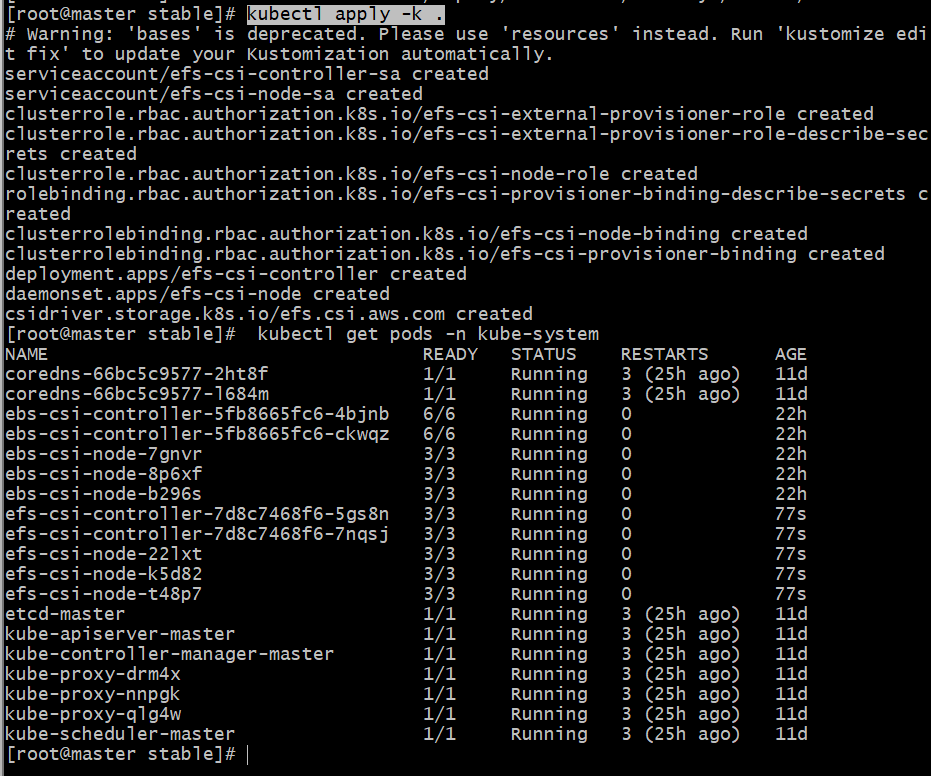 [root@master stable]# kubectl apply -k .
# Warning: 'bases' is deprecated. Please use 'resources' instead. Run 'kustomize edi
t fix' to update your Kustomization automatically.
serviceaccount/efs-csi-controller-sa created
serviceaccount/efs-csi-node-sa created
clusterrole.rbac.authorization.k8s.io/efs-csi-external-provisioner-role created
clusterrole.rbac.authorization.k8s.io/efs-csi-external-provisioner-role-describe-sec
rets created
clusterrole.rbac.authorization.k8s.io/efs-csi-node-role created
rolebinding.rbac.authorization.k8s.io/efs-csi-provisioner-binding-describe-secrets c
reated
clusterrolebinding.rbac.authorization.k8s.io/efs-csi-node-binding created
clusterrolebinding.rbac.authorization.k8s.io/efs-csi-provisioner-binding created
deployment.apps/efs-csi-controller created
daemonset.apps/efs-csi-node created
csidriver.storage.k8s.io/efs.csi.aws.com created
[root@master stable]#  kubectl get pods -n kube-system
NAME                                  READY   STATUS    RESTARTS      AGE
coredns-66bc5c9577-2ht8f              1/1     Running   3 (25h ago)   11d
coredns-66bc5c9577-l684m              1/1     Running   3 (25h ago)   11d
ebs-csi-controller-5fb8665fc6-4bjnb   6/6     Running   0             22h
ebs-csi-controller-5fb8665fc6-ckwqz   6/6     Running   0             22h
ebs-csi-node-7gnvr                    3/3     Running   0             22h
ebs-csi-node-8p6xf                    3/3     Running   0             22h
ebs-csi-node-b296s                    3/3     Running   0             22h
efs-csi-controller-7d8c7468f6-5gs8n   3/3     Running   0             77s
efs-csi-controller-7d8c7468f6-7nqsj   3/3     Running   0             77s
efs-csi-node-22lxt                    3/3     Running   0             77s
efs-csi-node-k5d82                    3/3     Running   0             77s
efs-csi-node-t48p7                    3/3     Running   0             77s
etcd-master                           1/1     Running   3 (25h ago)   11d
kube-apiserver-master                 1/1     Running   3 (25h ago)   11d
kube-controller-manager-master        1/1     Running   3 (25h ago)   11d
kube-proxy-drm4x                      1/1     Running   3 (25h ago)   11d
kube-proxy-nnpgk                      1/1     Running   3 (25h ago)   11d
kube-proxy-qlg4w                      1/1     Running   3 (25h ago)   11d
kube-scheduler-master                 1/1     Running   3 (25h ago)   11d
[root@master stable]#